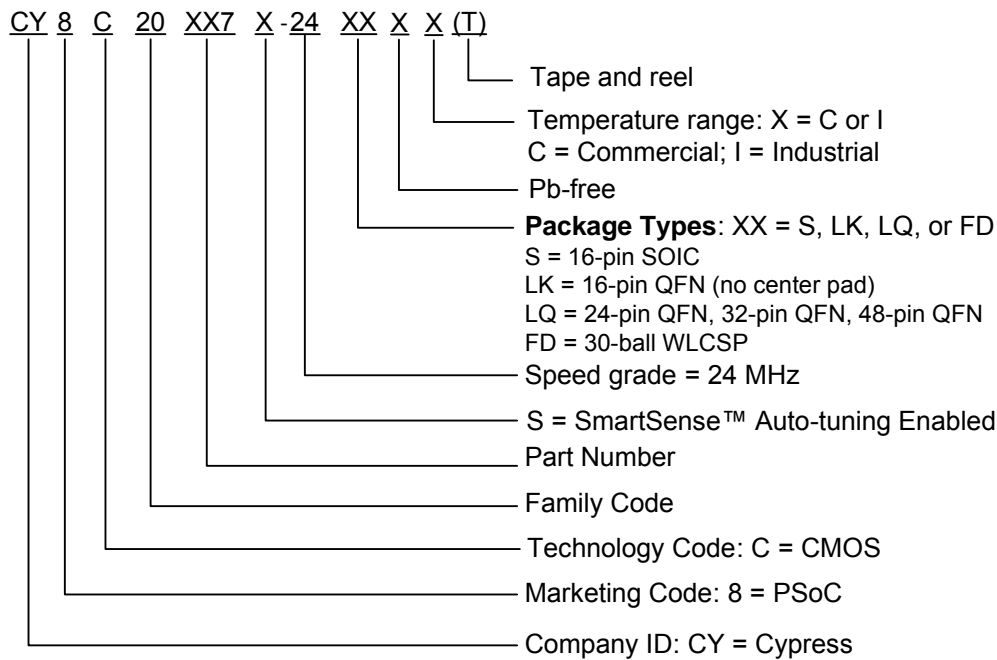 CY 8 C 20 XX7 X - 24 XX X X (T)
Tape and reel
Temperature range: X = C or I
C = Commercial; I = Industrial
Pb-free
Package Types: XX = S, LK, LQ, or FD
S = 16-pin SOIC
LK = 16-pin QFN (no center pad)
LQ = 24-pin QFN, 32-pin QFN, 48-pin QFN
FD = 30-ball WLCSP
Speed grade = 24 MHz
S = SmartSense™ Auto-tuning Enabled
Part Number
Family Code
Technology Code: C = CMOS
Marketing Code: 8 = PSoC
Company ID: CY = Cypress